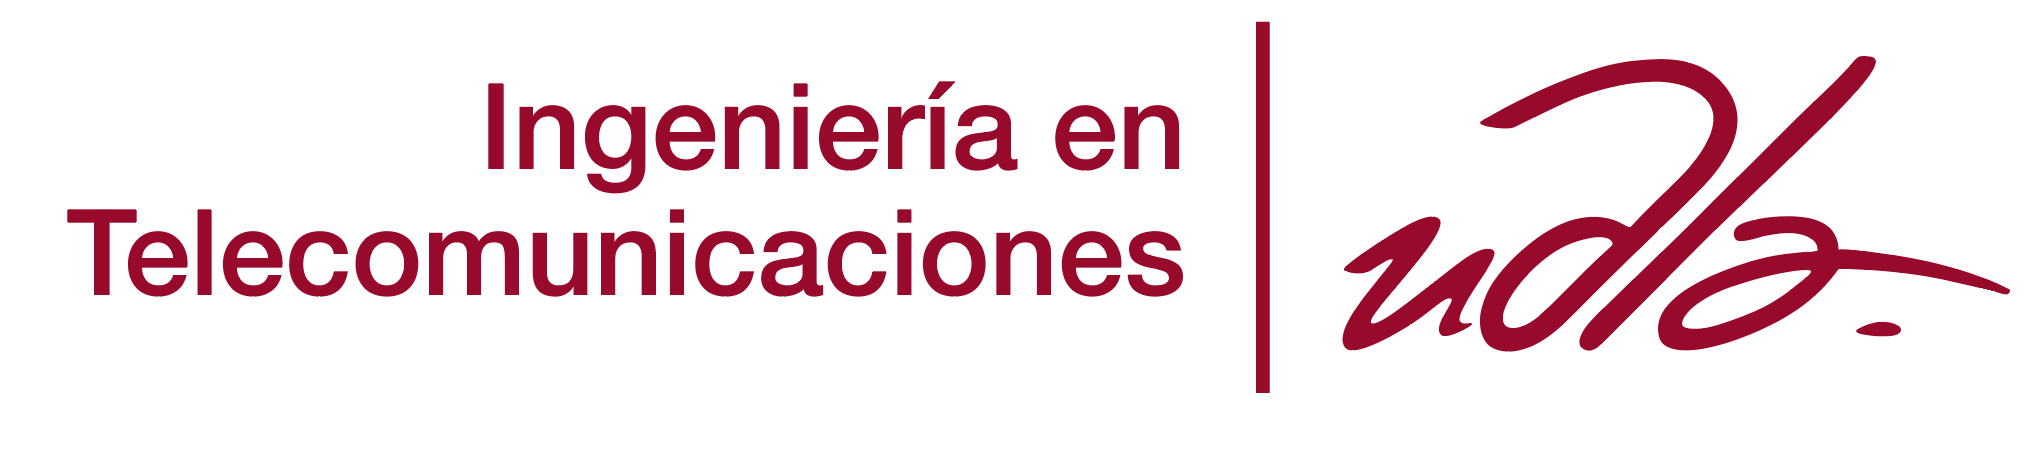 Ingeniería en
Telecomunicaciones
udla.